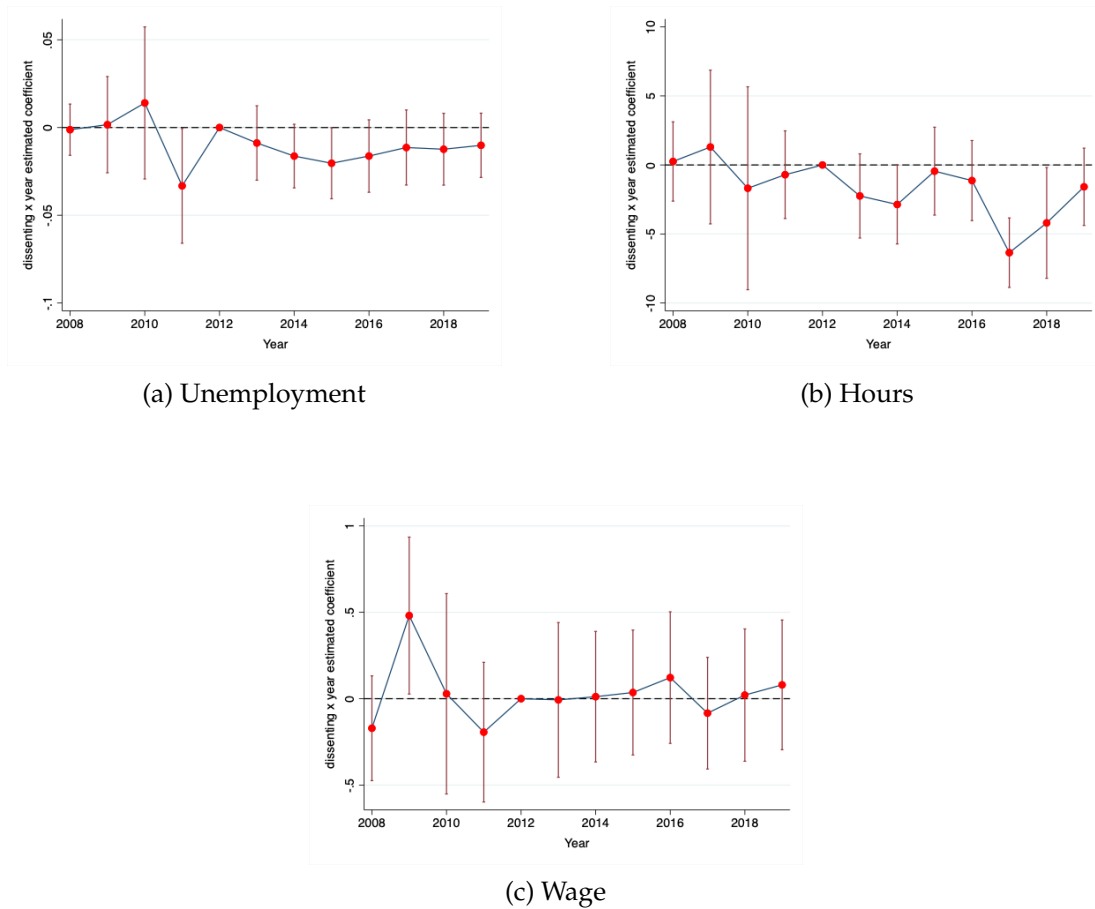 dissenting x year estimated coefficient
.05
0
-.05
-.1
2008 2010 2012 2014 2016 2018
Year
(a) Unemployment
dissenting x year estimated coefficient
10
5
0
-5
-10
2008 2010 2012 2014 2016 2018
Year
(b) Hours
dissenting x year estimated coefficient
1
.5
0
-.5
2008 2010 2012 2014 2016 2018
Year
(c) Wage